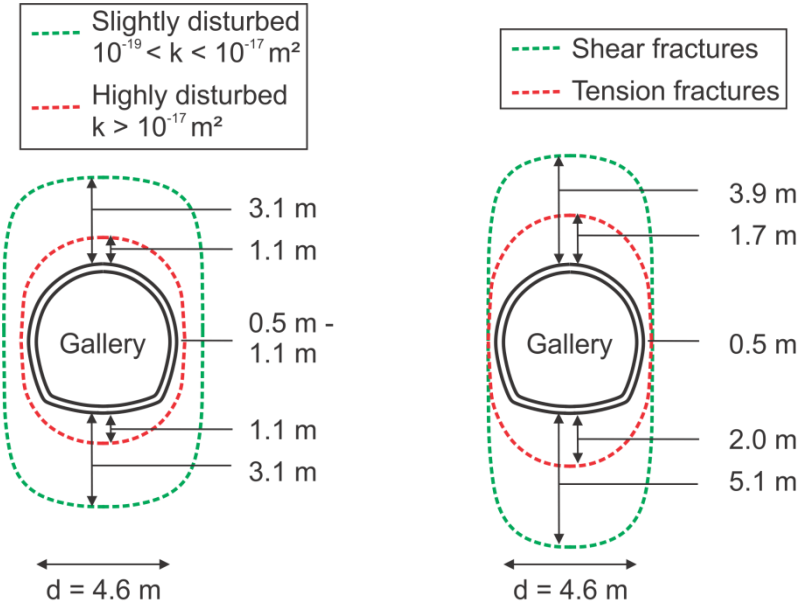 Slightly disturbed
10⁻¹⁹ < k < 10⁻¹⁷ m²
Highly disturbed
k > 10⁻¹⁷ m²
3.1 m
1.1 m
Gallery
0.5 m -
1.1 m
1.1 m
3.1 m
d = 4.6 m
Shear fractures
Tension fractures
3.9 m
1.7 m
Gallery
0.5 m
2.0 m
5.1 m
d = 4.6 m